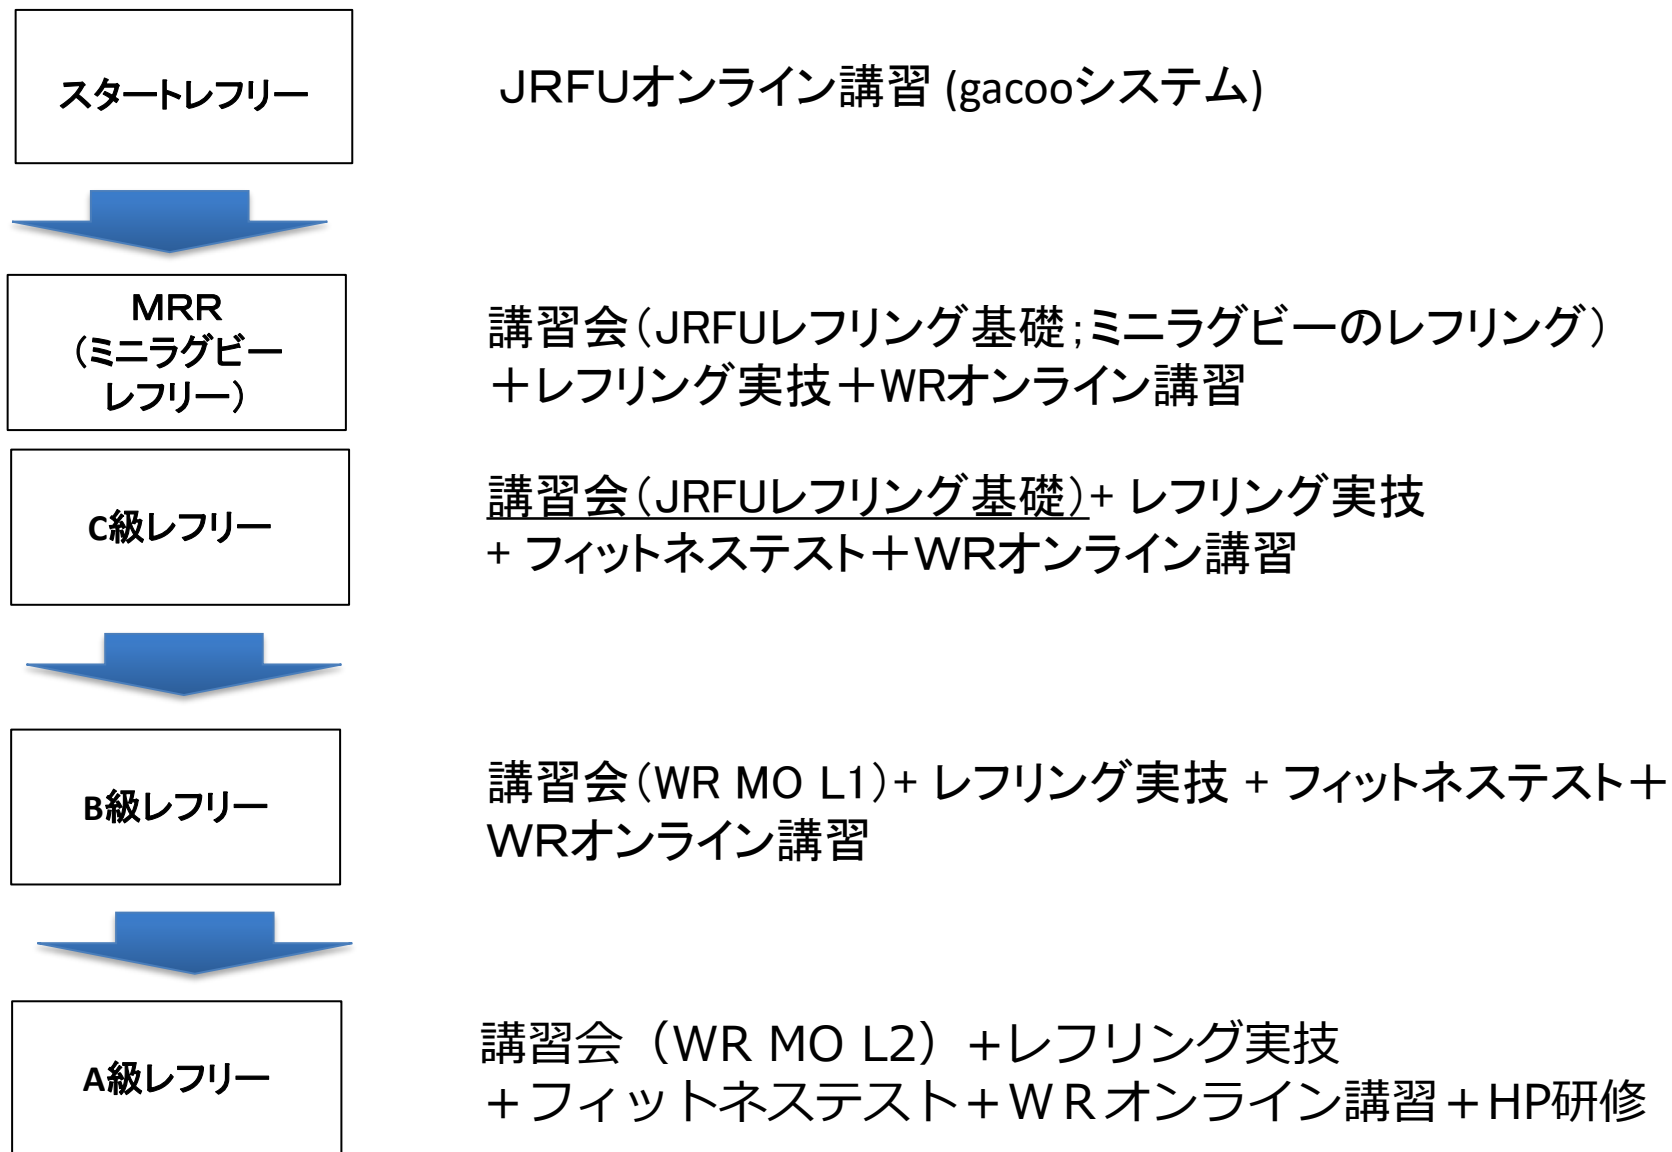 スタートレフリー
ＪＲＦＵオンライン講習 (gacooシステム)
ＭＲＲ
（ミニラグビー
レフリー）
講習会（JRFUレフリング基礎；ミニラグビーのレフリング）
＋レフリング実技＋WRオンライン講習
C級レフリー
講習会（JRFUレフリング基礎）+ レフリング実技
+ フィットネステスト＋ＷＲオンライン講習
B級レフリー
講習会（WR MO L1）+ レフリング実技 + フィットネステスト＋
ＷＲオンライン講習
A級レフリー
講習会（WR MO L2）+レフリング実技
＋フィットネステスト＋ＷＲオンライン講習＋HP研修